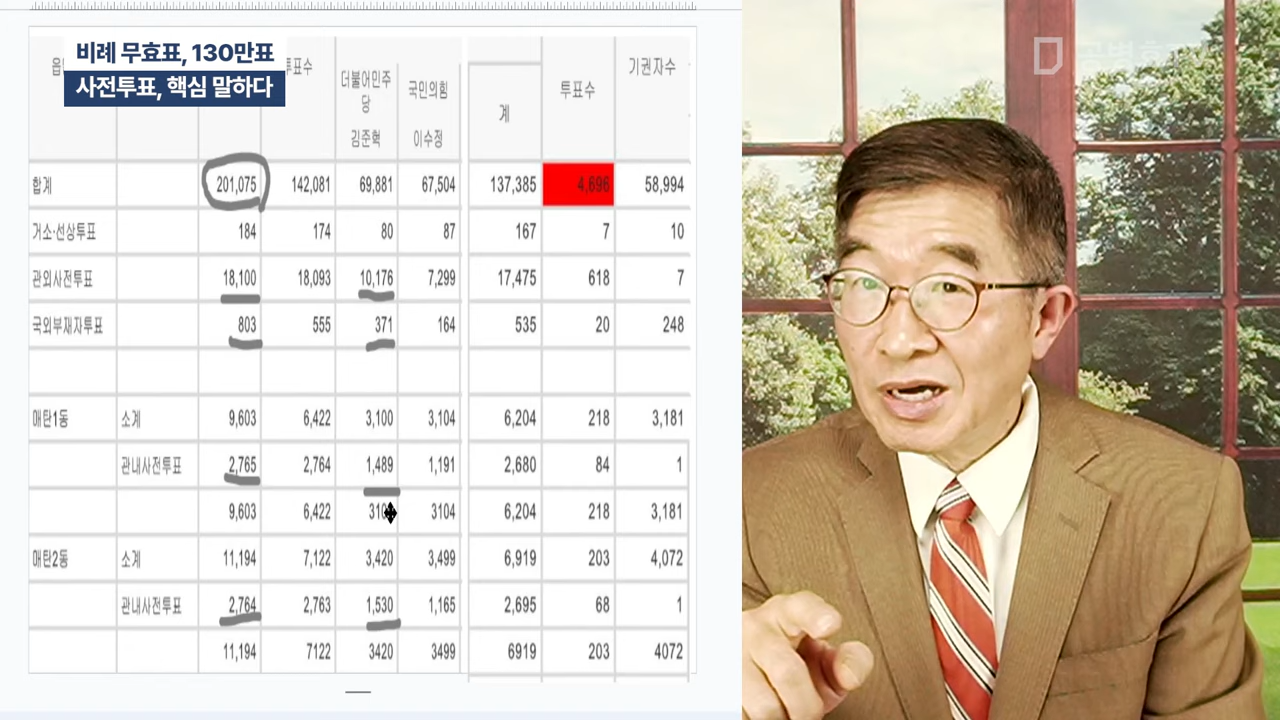 비례 무효표, 130만표
사전투표, 핵심 말하다
투표수
더불어민주
당
김준혁
국민의힘
이수정
계
투표수
기권자수
합계 201,075 142,081 69,881 67,504 137,385 4,696 58,994
거소·선상투표 184 174 80 87 167 7 10
관외사전투표 18,100 18,093 10,176 7,299 17,475 618 7
국외부재자투표 803 555 371 164 535 20 248
매탄1동 소계 9,603 6,422 3,100 3,104 6,204 218 3,181
관내사전투표 2,765 2,764 1,489 1,191 2,680 84 1
9,603 6,422 3104 6,204 218 3,181
매탄2동 소계 11,194 7,122 3,420 3,499 6,919 203 4,072
관내사전투표 2,764 2,763 1,530 1,165 2,695 68 1
11,194 7122 3420 3499 6919 203 4072